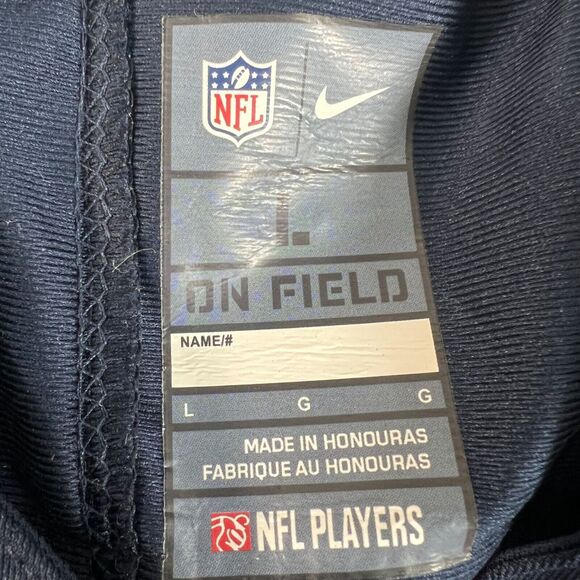 NFL
L
ON FIELD
NAME/#
L G G
MADE IN HONOURAS
FABRIQUE AU HONOURAS
NFL PLAYERS